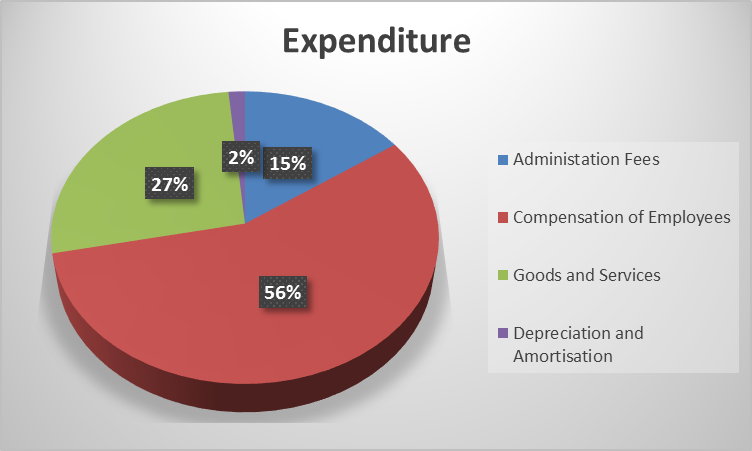 Expenditure
2%
15%
27%
56%
Administation Fees
Compensation of Employees
Goods and Services
Depreciation and
Amortisation